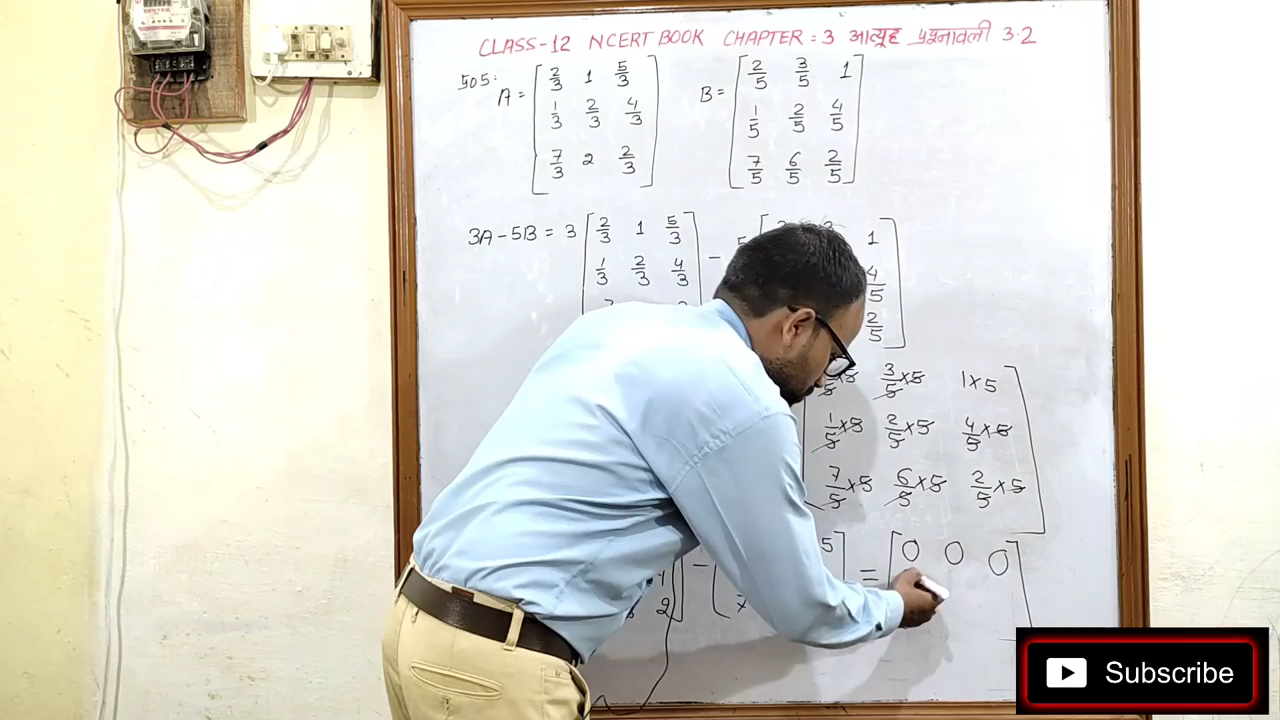 CLASS-12 NCERT BOOK CHAPTER = 3 आव्यूह प्रश्नावली 3.2
505: A = [ 2/3 1 5/3 B = [ 2/5 3/5 1
1/3 2/3 4/3 1/5 2/5 4/5
7/3 2 2/3 ] 7/5 6/5 2/5 ]
3A - 5B = 3 [ 2/3 1 5/3 ] - 5 [ 1
1/3 2/3 4/3 4/5
2/5 ]
3/5×5 1×5
1/5×5 2/5×5 4/5×5
7/5×5 6/5×5 2/5×5 ]
5 ] = [ 0 0 0 ]
2 ] - [ 7
Subscribe